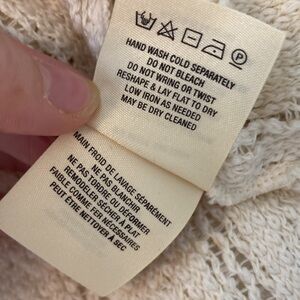 HAND WASH COLD SEPARATELY
DO NOT BLEACH
DO NOT WRING OR TWIST
RESHAPE & LAY FLAT TO DRY
LOW IRON AS NEEDED
MAY BE DRY CLEANED
MAIN FROID DE LAVAGE SÉPARÉMENT
NE PAS BLANCHIR
NE PAS TORDRE OU DÉFORMER
REMODELER SÉCHER À PLAT
FAIBLE COMME FER NÉCESSAIRES
PEUT ÊTRE NETTOYER À SEC